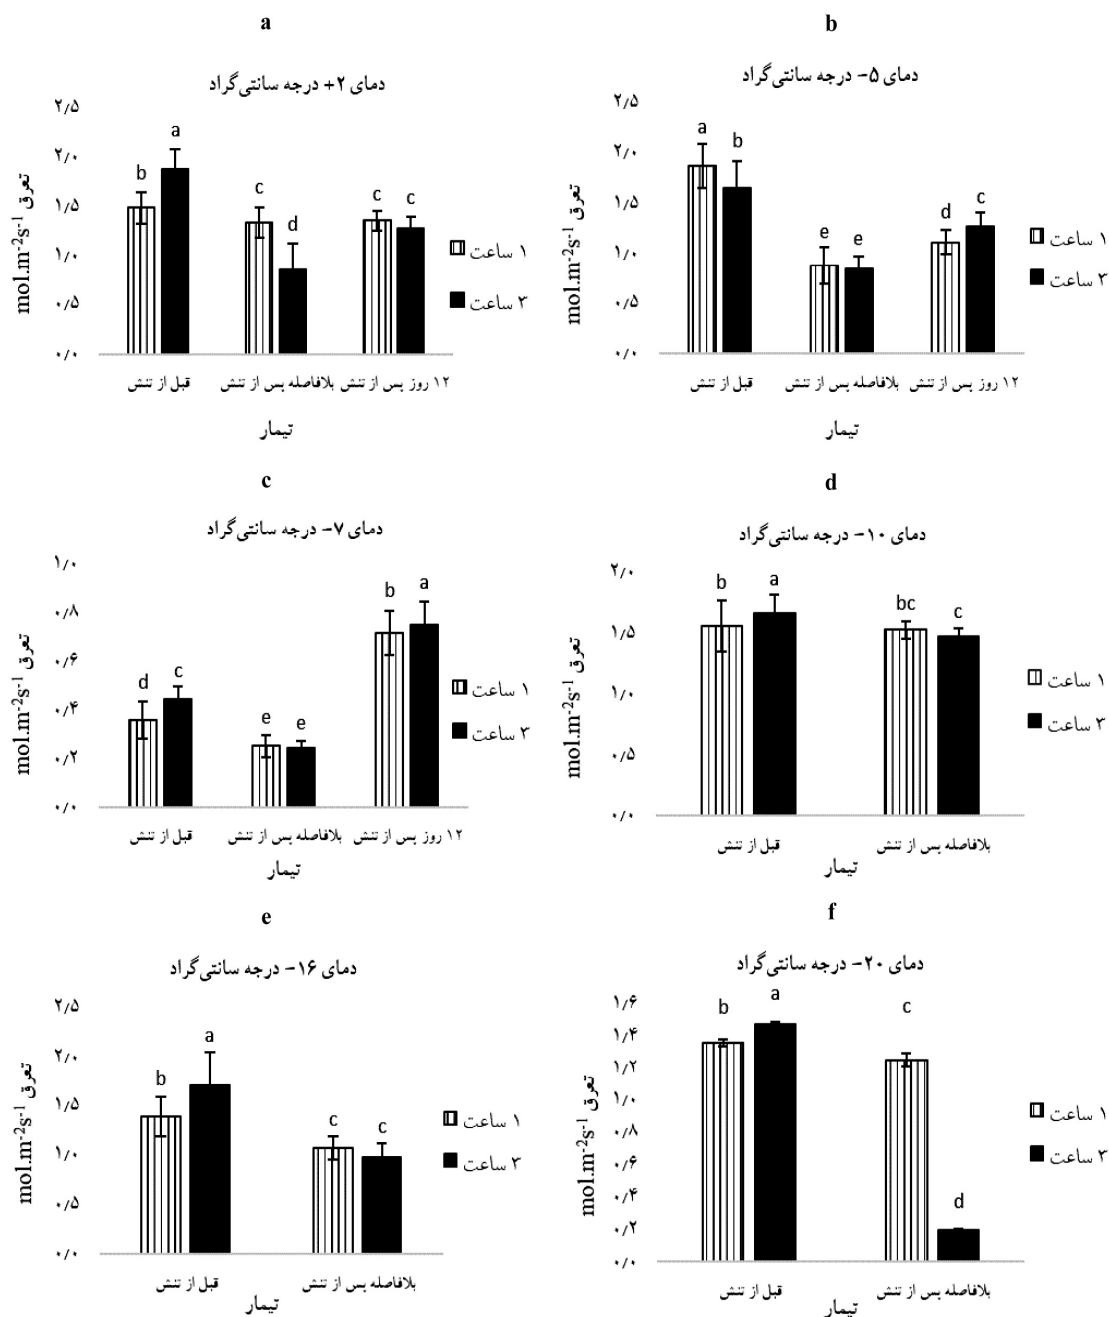 a
دمای ۲+ درجه سانتی‌گراد
۲٫۵
۲٫۰
۱٫۵
۱٫۰
۰٫۵
۰٫۰
تعرق mol.m-2s-1
b
a
c
d
c
c
قبل از تنش
بلافاصله پس از تنش
۱۲ روز پس از تنش
تیمار
۱ ساعت
۳ ساعت
b
دمای ۵- درجه سانتی‌گراد
۲٫۵
۲٫۰
۱٫۵
۱٫۰
۰٫۵
۰٫۰
تعرق mol.m-2s-1
a
b
e
e
d
c
قبل از تنش
بلافاصله پس از تنش
۱۲ روز پس از تنش
تیمار
۱ ساعت
۳ ساعت
c
دمای ۷- درجه سانتی‌گراد
۱٫۰
۰٫۸
۰٫۶
۰٫۴
۰٫۲
۰٫۰
تعرق mol.m-2s-1
d
c
e
e
b
a
قبل از تنش
بلافاصله پس از تنش
۱۲ روز پس از تنش
تیمار
۱ ساعت
۳ ساعت
d
دمای ۱۰- درجه سانتی‌گراد
۲٫۰
۱٫۵
۱٫۰
۰٫۵
۰٫۰
تعرق mol.m-2s-1
b
a
bc
c
قبل از تنش
بلافاصله پس از تنش
تیمار
۱ ساعت
۳ ساعت
e
دمای ۱۶- درجه سانتی‌گراد
۲٫۵
۲٫۰
۱٫۵
۱٫۰
۰٫۵
۰٫۰
تعرق mol.m-2s-1
b
a
c
c
قبل از تنش
بلافاصله پس از تنش
تیمار
۱ ساعت
۳ ساعت
f
دمای ۲۰- درجه سانتی‌گراد
۱٫۶
۱٫۴
۱٫۲
۱٫۰
۰٫۸
۰٫۶
۰٫۴
۰٫۲
۰٫۰
تعرق mol.m-2s-1
b
a
c
d
قبل از تنش
بلافاصله پس از تنش
تیمار
۱ ساعت
۳ ساعت